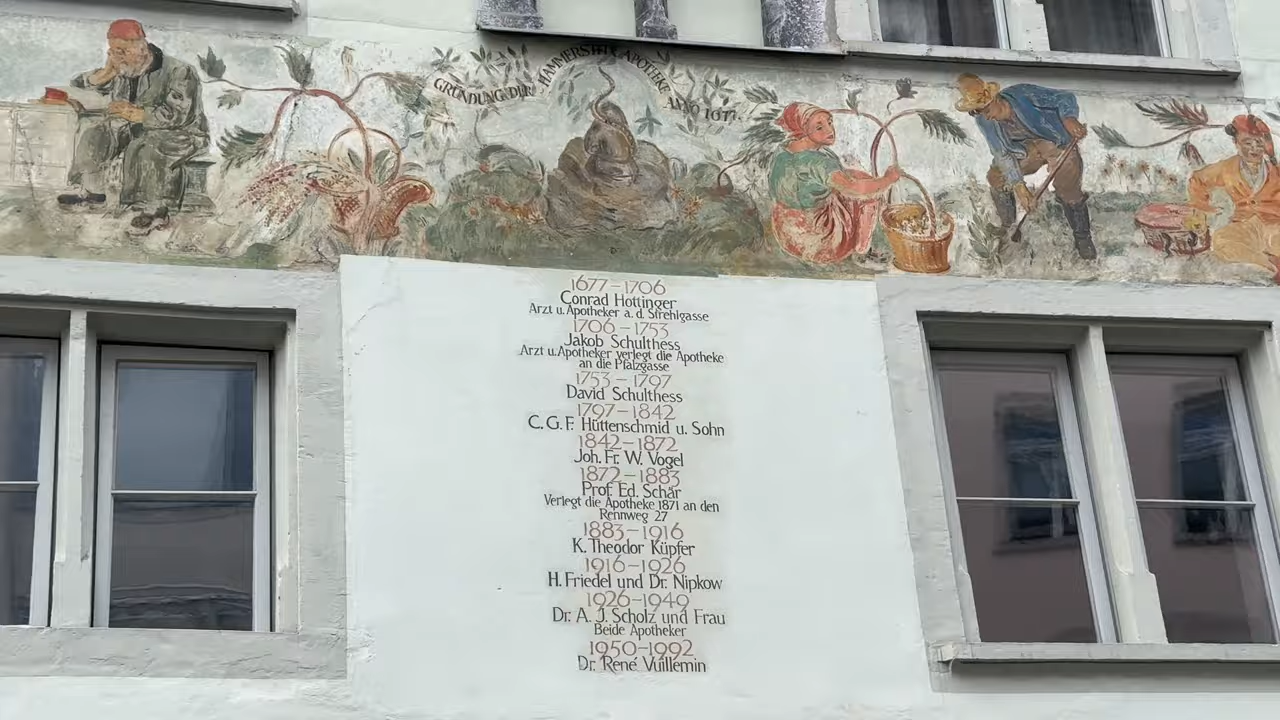 GRÜNDUNG DER HAMMERSTEIN APOTHEKE ANNO 1677
1677–1706
Conrad Hottinger
Arzt u. Apotheker a. d. Strehlgasse
1706–1753
Jakob Schulthess
Arzt u. Apotheker verlegt die Apotheke
an die Pfalzgasse
1753–1797
David Schulthess
1797–1842
C. G. F. Hüttenschmid u. Sohn
1842–1872
Joh. Fr. W. Vogel
1872–1883
Prof. Ed. Schär
Verlegt die Apotheke 1871 an den
Rennweg 27
1883–1916
K. Theodor Küpfer
1916–1926
H. Friedel und Dr. Nipkow
1926–1949
Dr. A. J. Scholz und Frau
Beide Apotheker
1950–1992
Dr. René Vuillemin